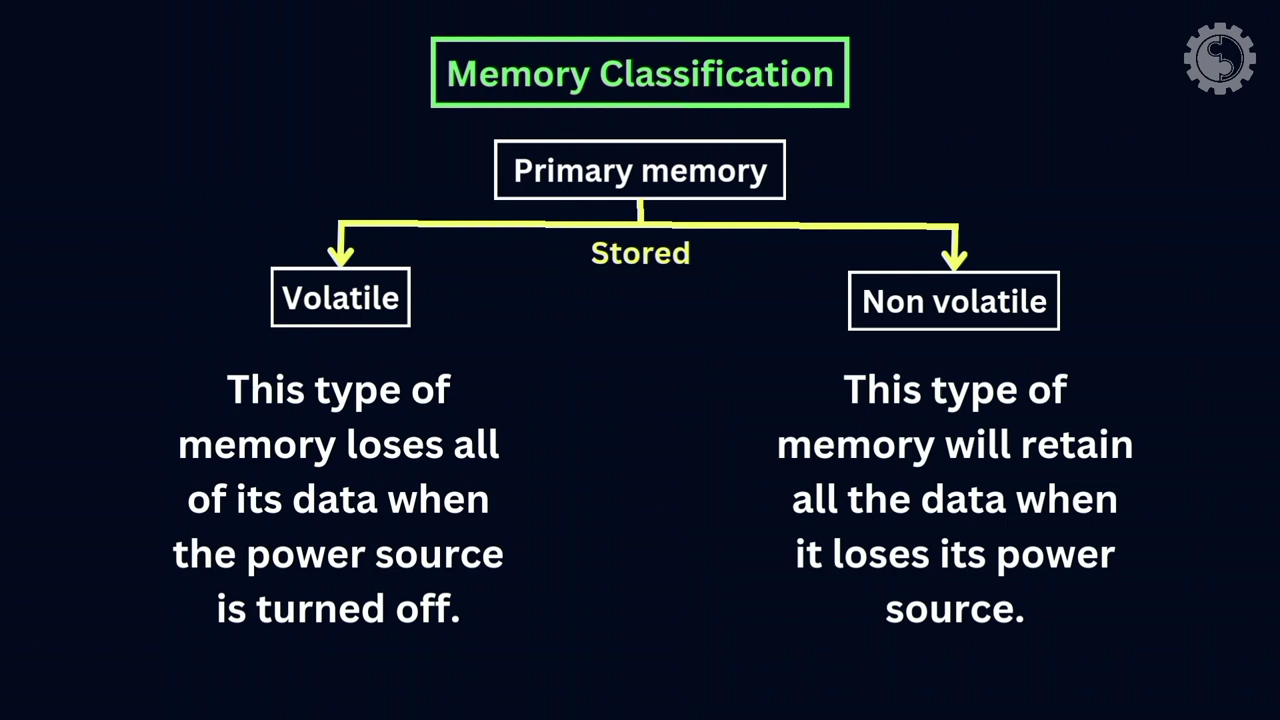 Memory Classification
Primary memory
Stored
Volatile
Non volatile
This type of
memory loses all
of its data when
the power source
is turned off.
This type of
memory will retain
all the data when
it loses its power
source.